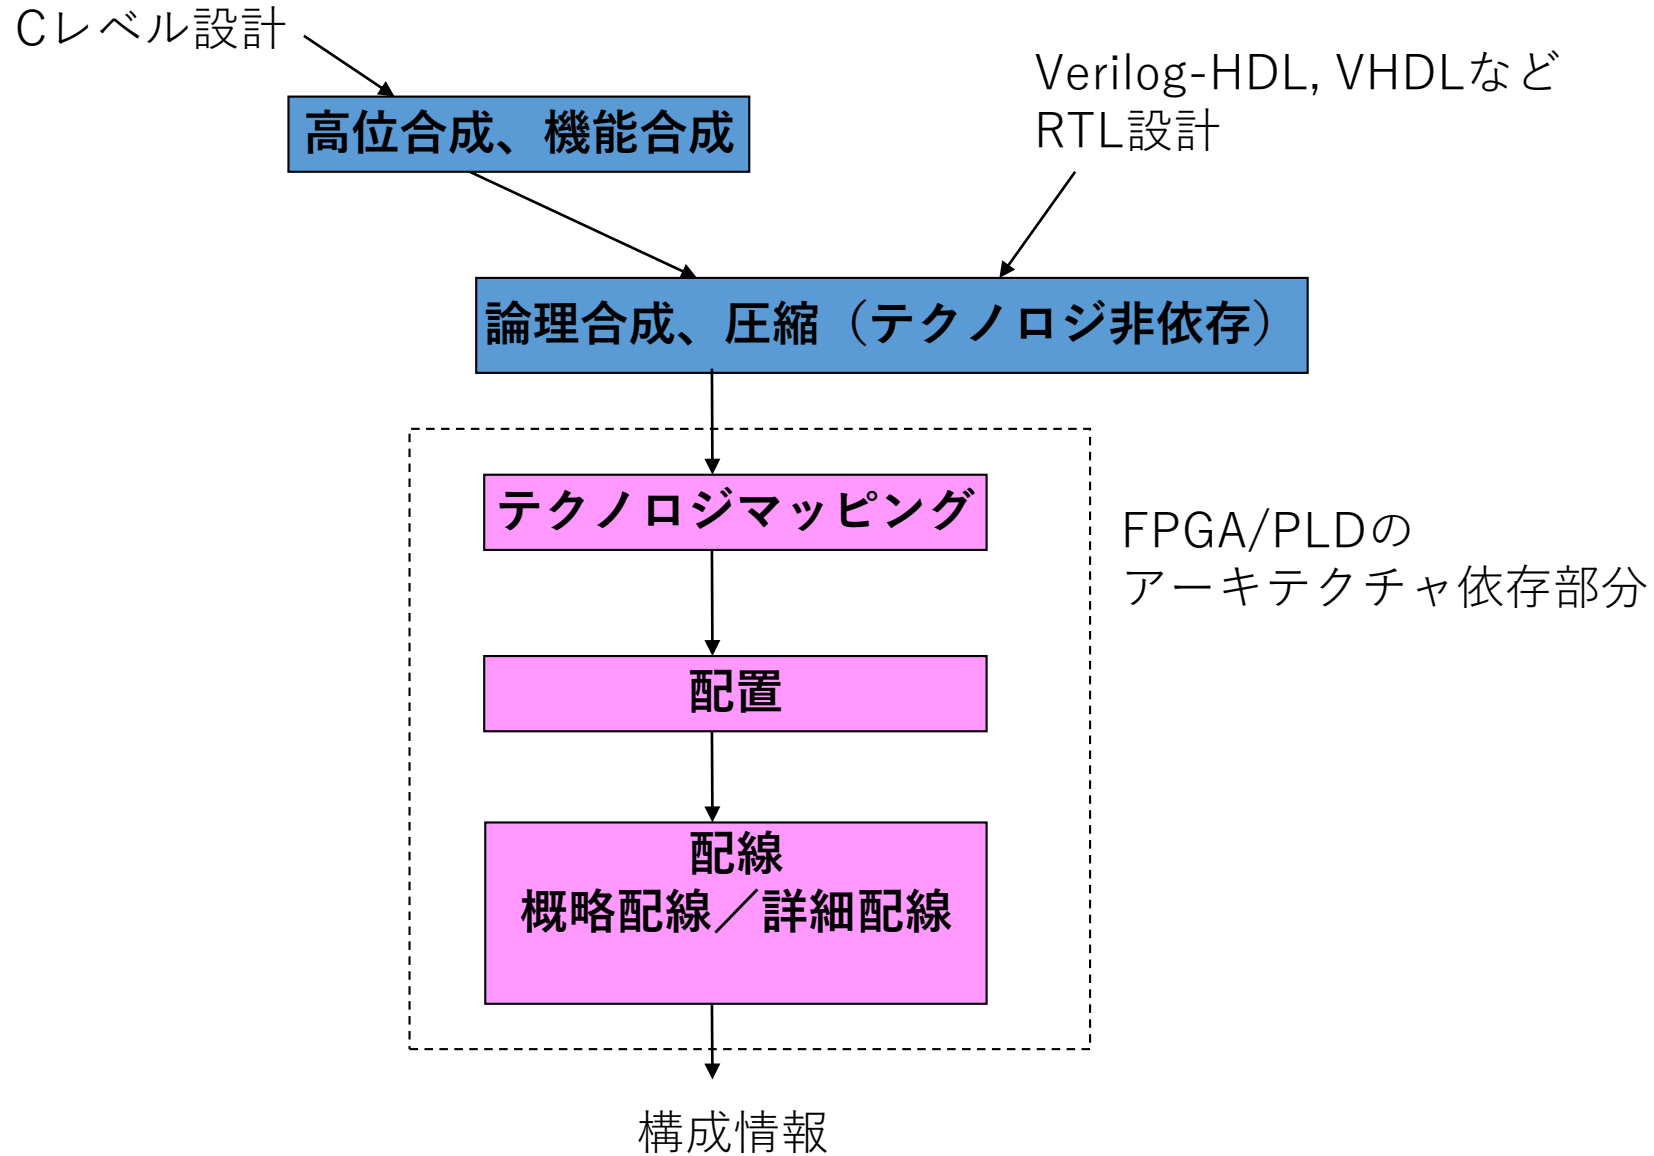 Cレベル設計
Verilog-HDL, VHDLなど
RTL設計
高位合成、機能合成
論理合成、圧縮（テクノロジ非依存）
テクノロジマッピング
FPGA/PLDの
アーキテクチャ依存部分
配置
配線
概略配線／詳細配線
構成情報